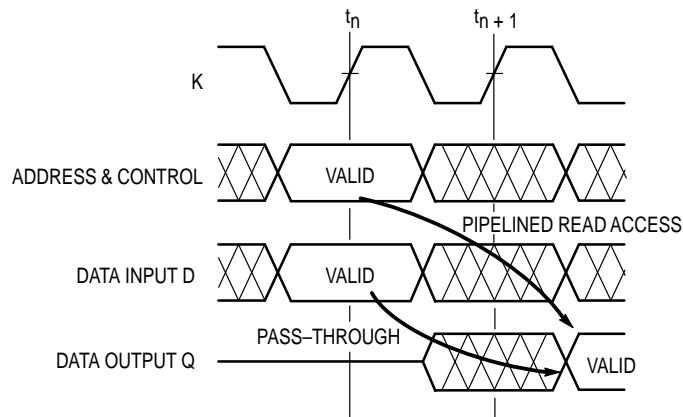 tn
tn + 1
K
ADDRESS & CONTROL
VALID
PIPELINED READ ACCESS
DATA INPUT D
VALID
PASS–THROUGH
DATA OUTPUT Q
VALID